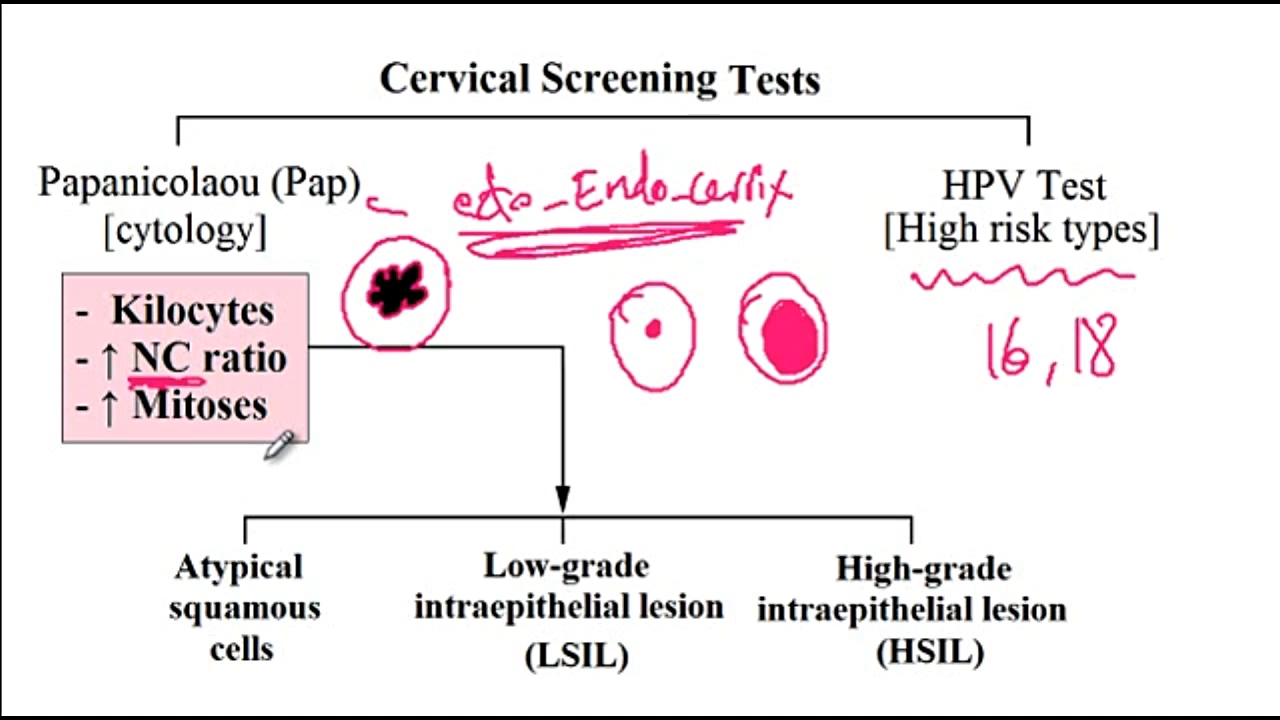 Cervical Screening Tests
Papanicolaou (Pap)
[cytology]
ecto-Endo-cervix
HPV Test
[High risk types]
16, 18
- Kilocytes
- ↑ NC ratio
- ↑ Mitoses
Atypical
squamous
cells
Low-grade
intraepithelial lesion
(LSIL)
High-grade
intraepithelial lesion
(HSIL)